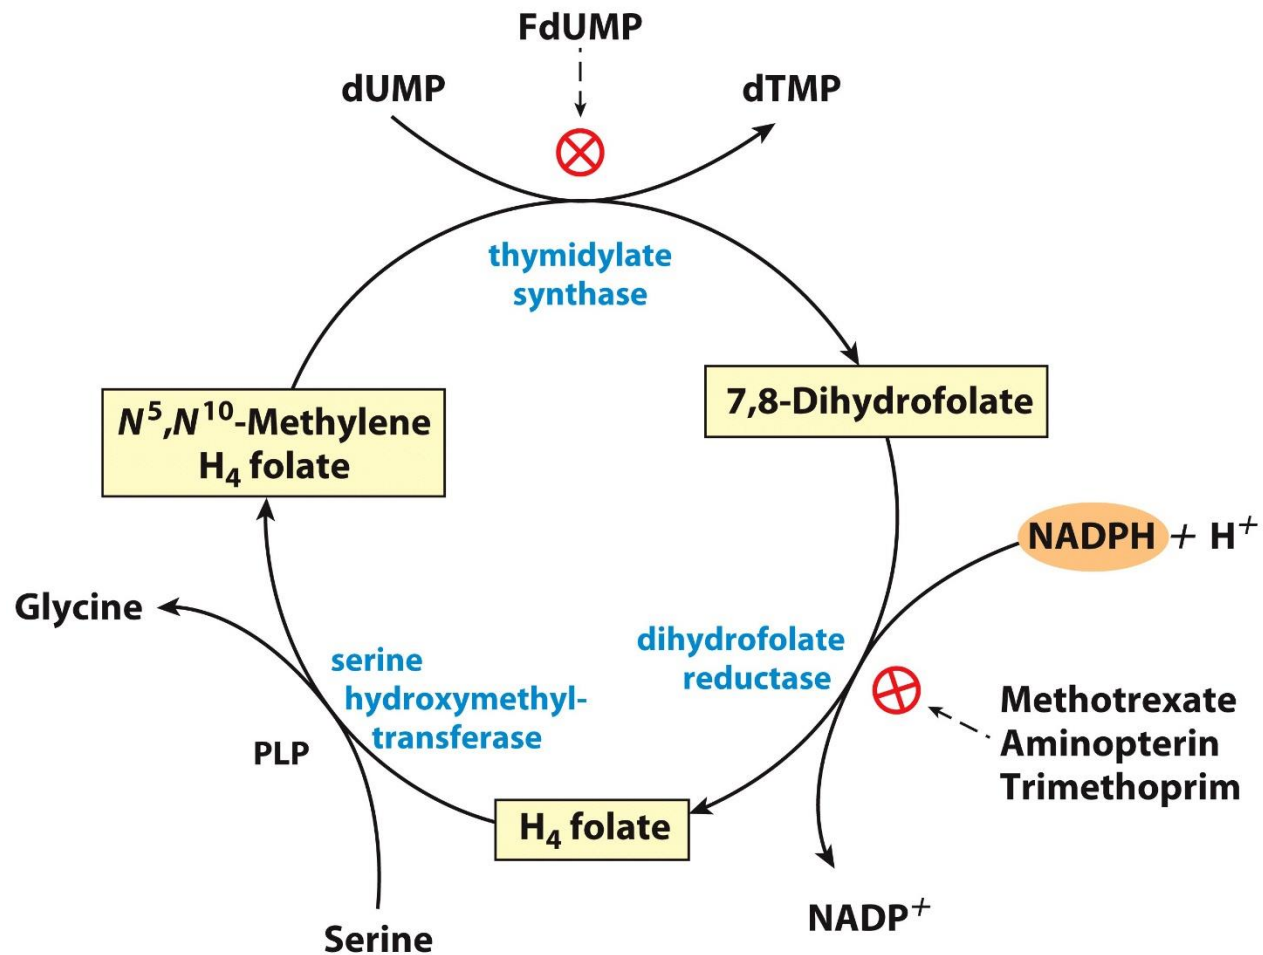 FdUMP
dUMP
dTMP
thymidylate
synthase
N⁵,N¹⁰-Methylene
H₄ folate
7,8-Dihydrofolate
NADPH + H⁺
Glycine
dihydrofolate
reductase
serine
hydroxymethyl-
transferase
PLP
Methotrexate
Aminopterin
Trimethoprim
H₄ folate
NADP⁺
Serine